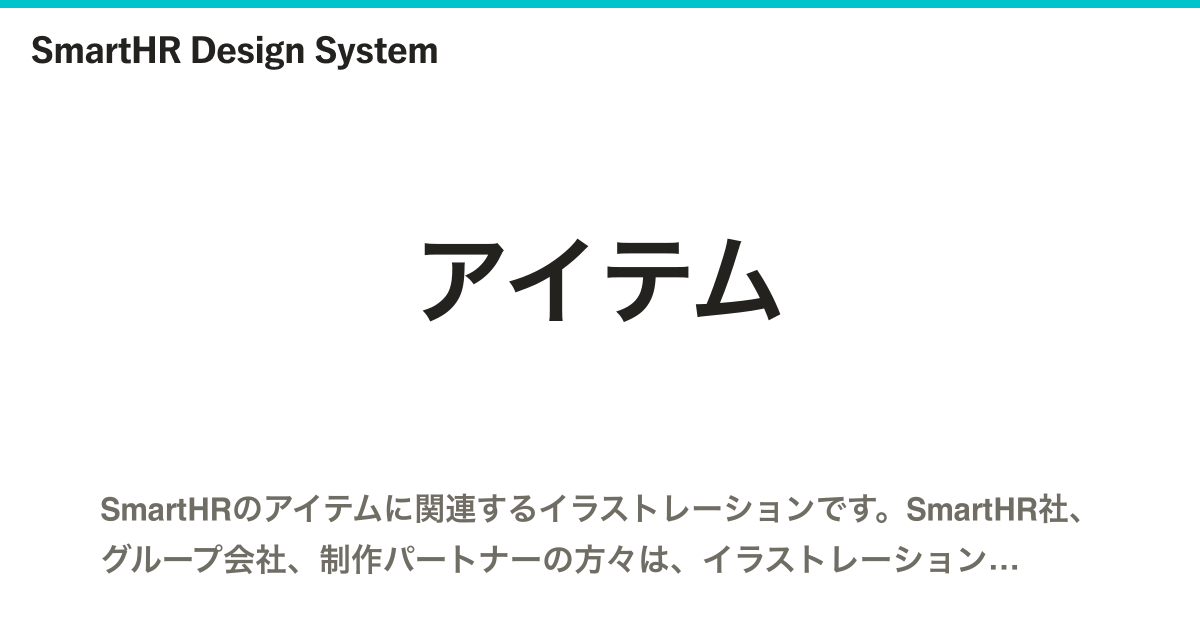 SmartHR Design System
アイテム
SmartHRのアイテムに関連するイラストレーションです。SmartHR社、
グループ会社、制作パートナーの方々は、イラストレーション…